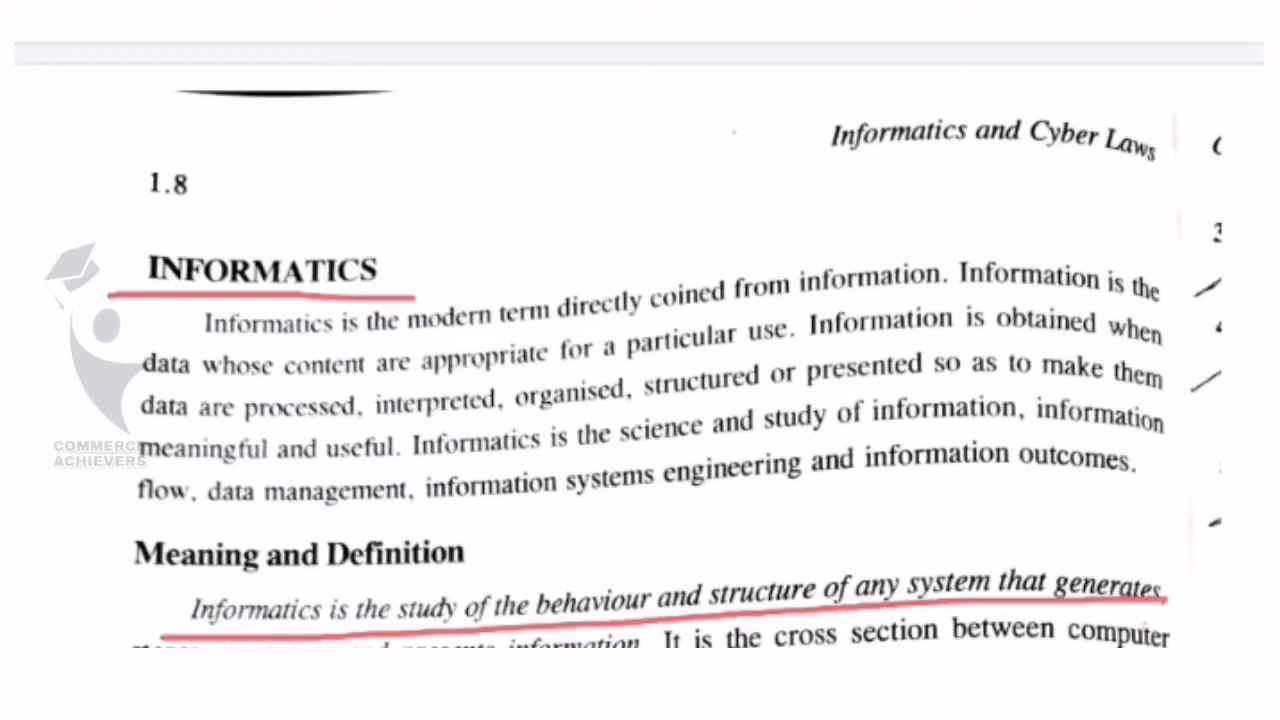 Informatics and Cyber Laws
1.8
INFORMATICS
Informatics is the modern term directly coined from information. Information is the
data whose content are appropriate for a particular use. Information is obtained when
data are processed, interpreted, organised, structured or presented so as to make them
meaningful and useful. Informatics is the science and study of information, information
flow, data management, information systems engineering and information outcomes.
COMMERCE
ACHIEVERS
Meaning and Definition
Informatics is the study of the behaviour and structure of any system that generates,
information. It is the cross section between computer